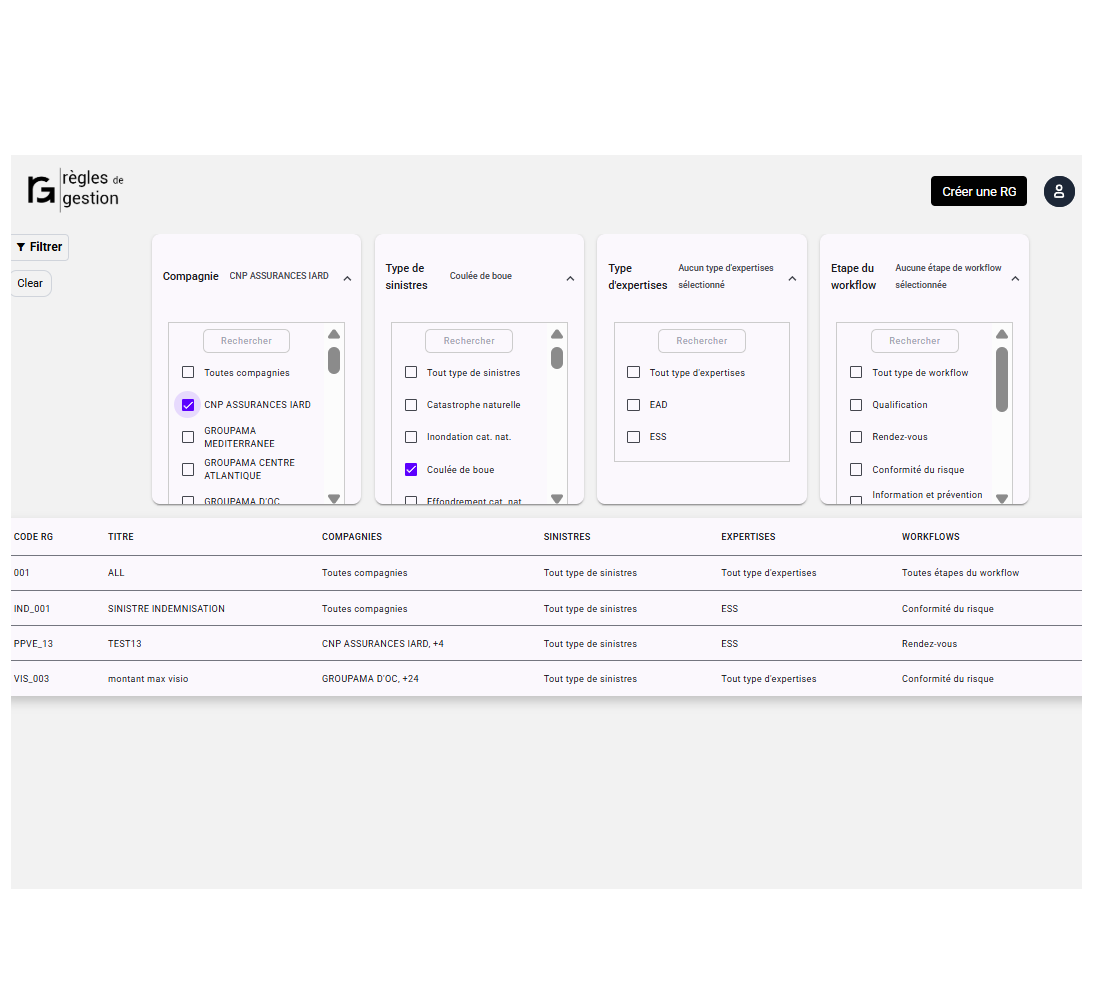 rG règles de
gestion
Créer une RG
Filtrer
Clear
Compagnie CNP ASSURANCES IARD
Rechercher
Toutes compagnies
CNP ASSURANCES IARD
GROUPAMA
MEDITERRANEE
GROUPAMA CENTRE
ATLANTIQUE
GROUPAMA D'OC
Type de
sinistres
Coulée de boue
Rechercher
Tout type de sinistres
Catastrophe naturelle
Inondation cat. nat.
Coulée de boue
Effondrement cat. nat
Type
d'expertises
Aucun type d'expertises
sélectionné
Rechercher
Tout type d'expertises
EAD
ESS
Etape du
workflow
Aucune étape de workflow
sélectionnée
Rechercher
Tout type de workflow
Qualification
Rendez-vous
Conformité du risque
Information et prévention
CODE RG TITRE COMPAGNIES SINISTRES EXPERTISES WORKFLOWS
001 ALL Toutes compagnies Tout type de sinistres Tout type d'expertises Toutes étapes du workflow
IND_001 SINISTRE INDEMNISATION Toutes compagnies Tout type de sinistres ESS Conformité du risque
PPVE_13 TEST13 CNP ASSURANCES IARD, +4 Tout type de sinistres ESS Rendez-vous
VIS_003 montant max visio GROUPAMA D'OC, +24 Tout type de sinistres Tout type d'expertises Conformité du risque